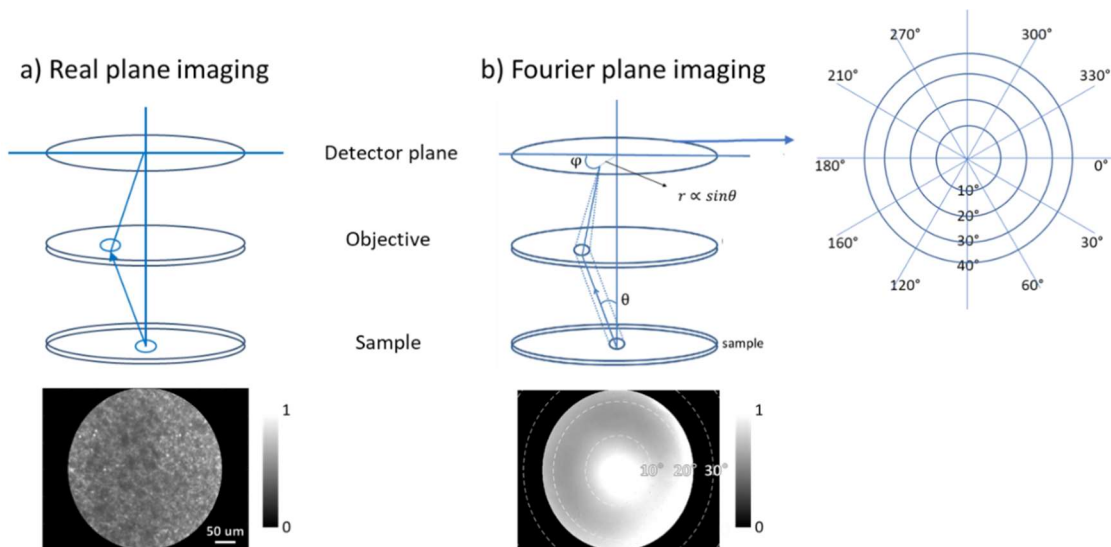 a) Real plane imaging
b) Fourier plane imaging
Detector plane
Objective
Sample
φ
r ∝ sinθ
θ
sample
270°
300°
210°
330°
180°
0°
160°
30°
120°
60°
10°
20°
30°
40°
1
0
50 um
10° 20° 30°
1
0